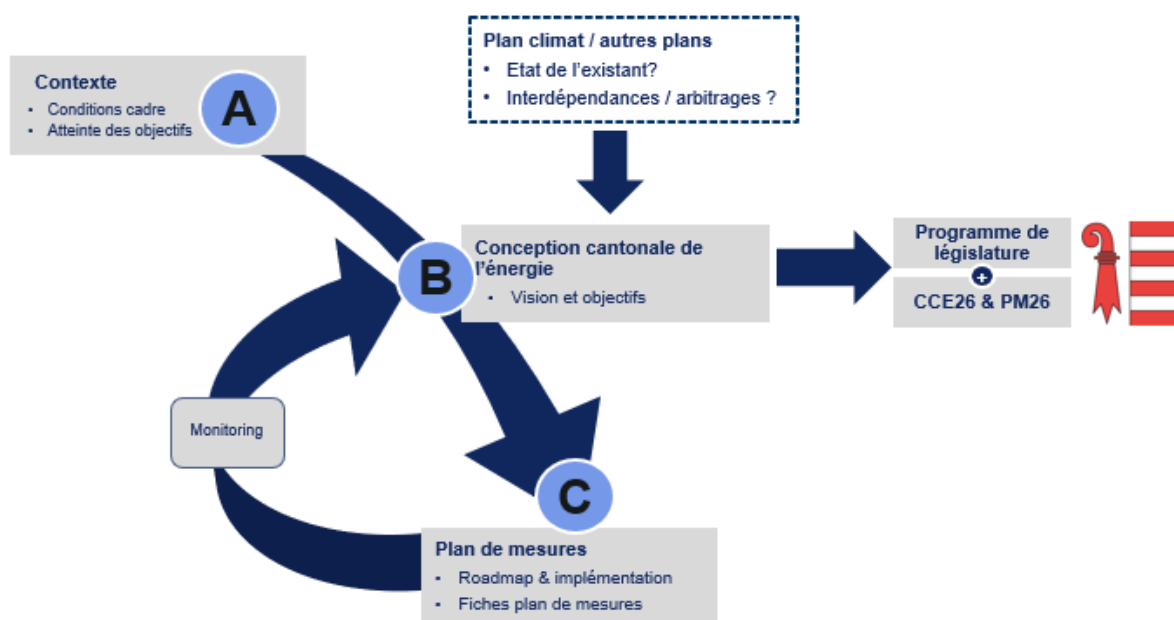 Plan climat / autres plans
• Etat de l'existant?
• Interdépendances / arbitrages ?
Contexte
• Conditions cadre
• Atteinte des objectifs
A
B
Conception cantonale de
l'énergie
• Vision et objectifs
Programme de
législature
+
CCE26 & PM26
Monitoring
C
Plan de mesures
• Roadmap & implémentation
• Fiches plan de mesures